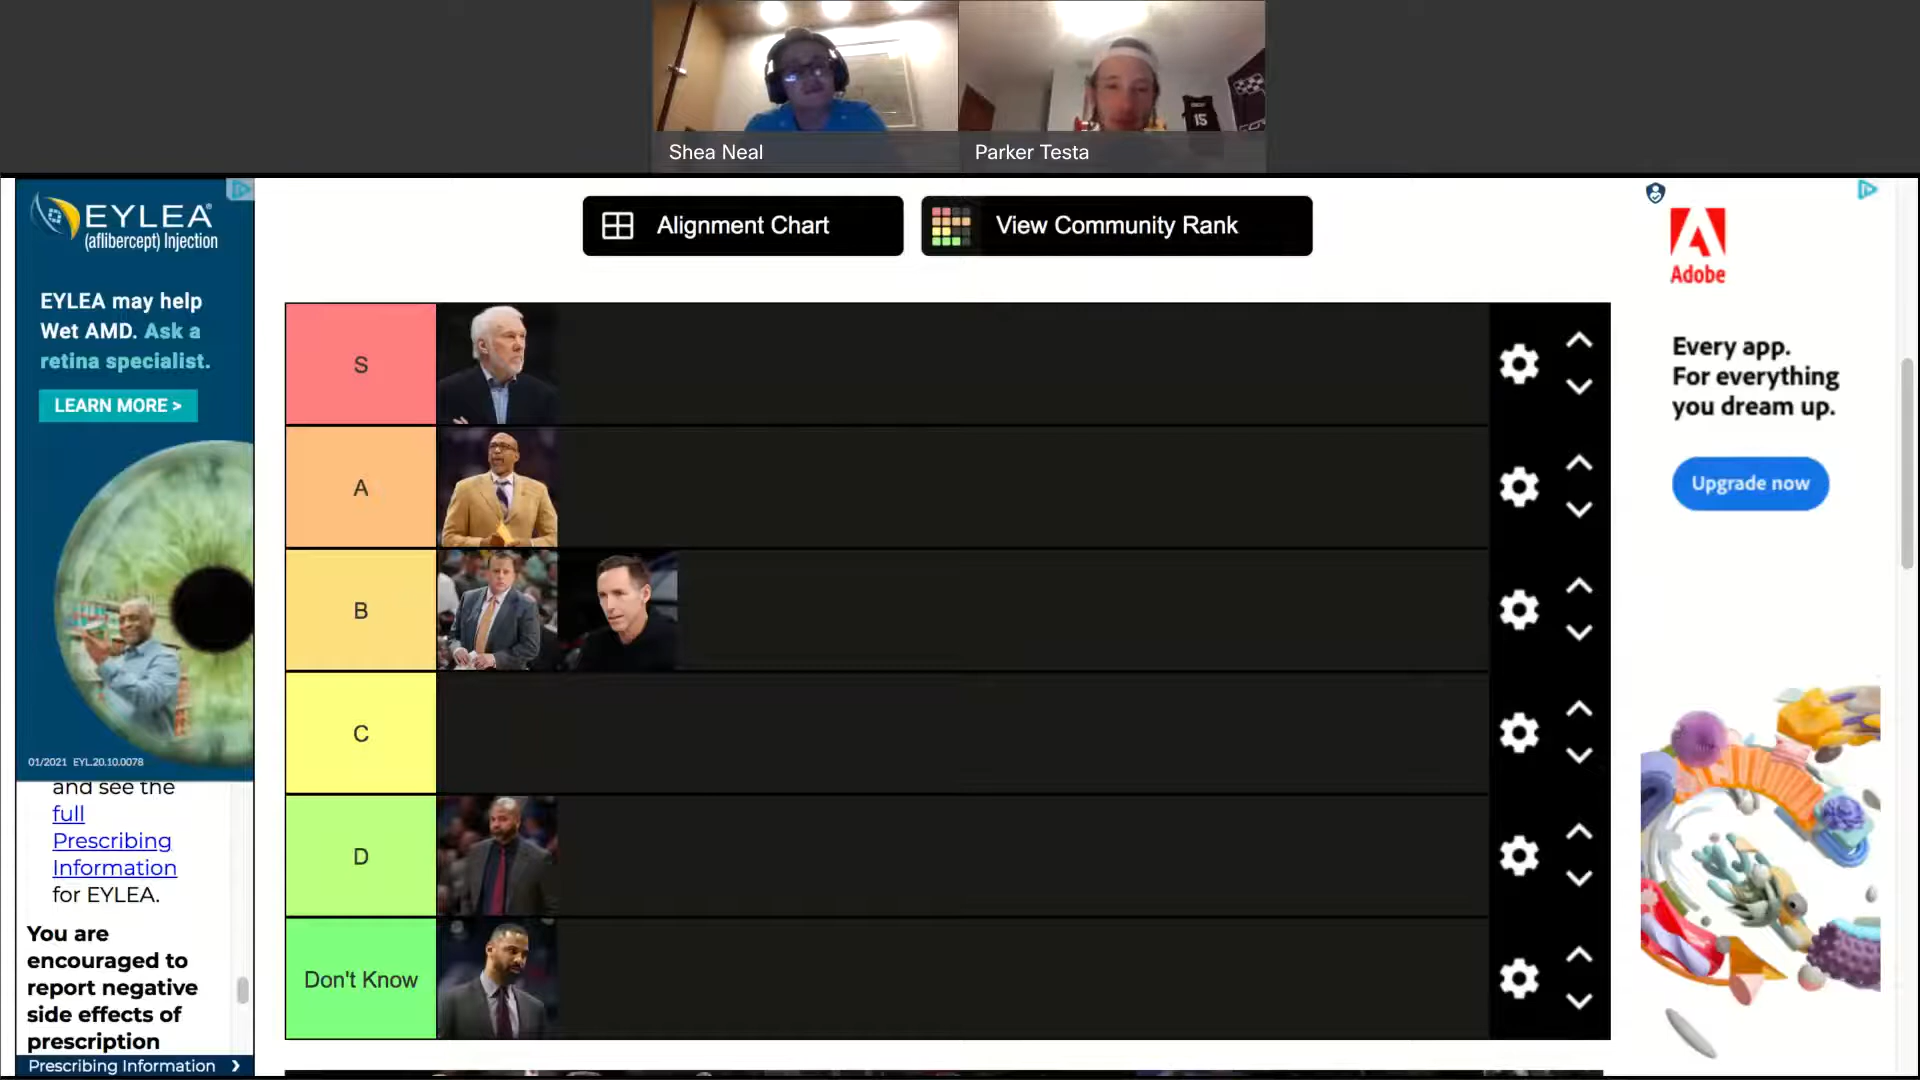 Shea Neal
Parker Testa
EYLEA®
(aflibercept) Injection
EYLEA may help
Wet AMD. Ask a
retina specialist.
LEARN MORE >
01/2021 EYL.20.10.0078
and see the
full
Prescribing
Information
for EYLEA.
You are
encouraged to
report negative
side effects of
prescription
Prescribing Information
Alignment Chart
View Community Rank
S
A
B
C
D
Don't Know
15
Adobe
Every app.
For everything
you dream up.
Upgrade now